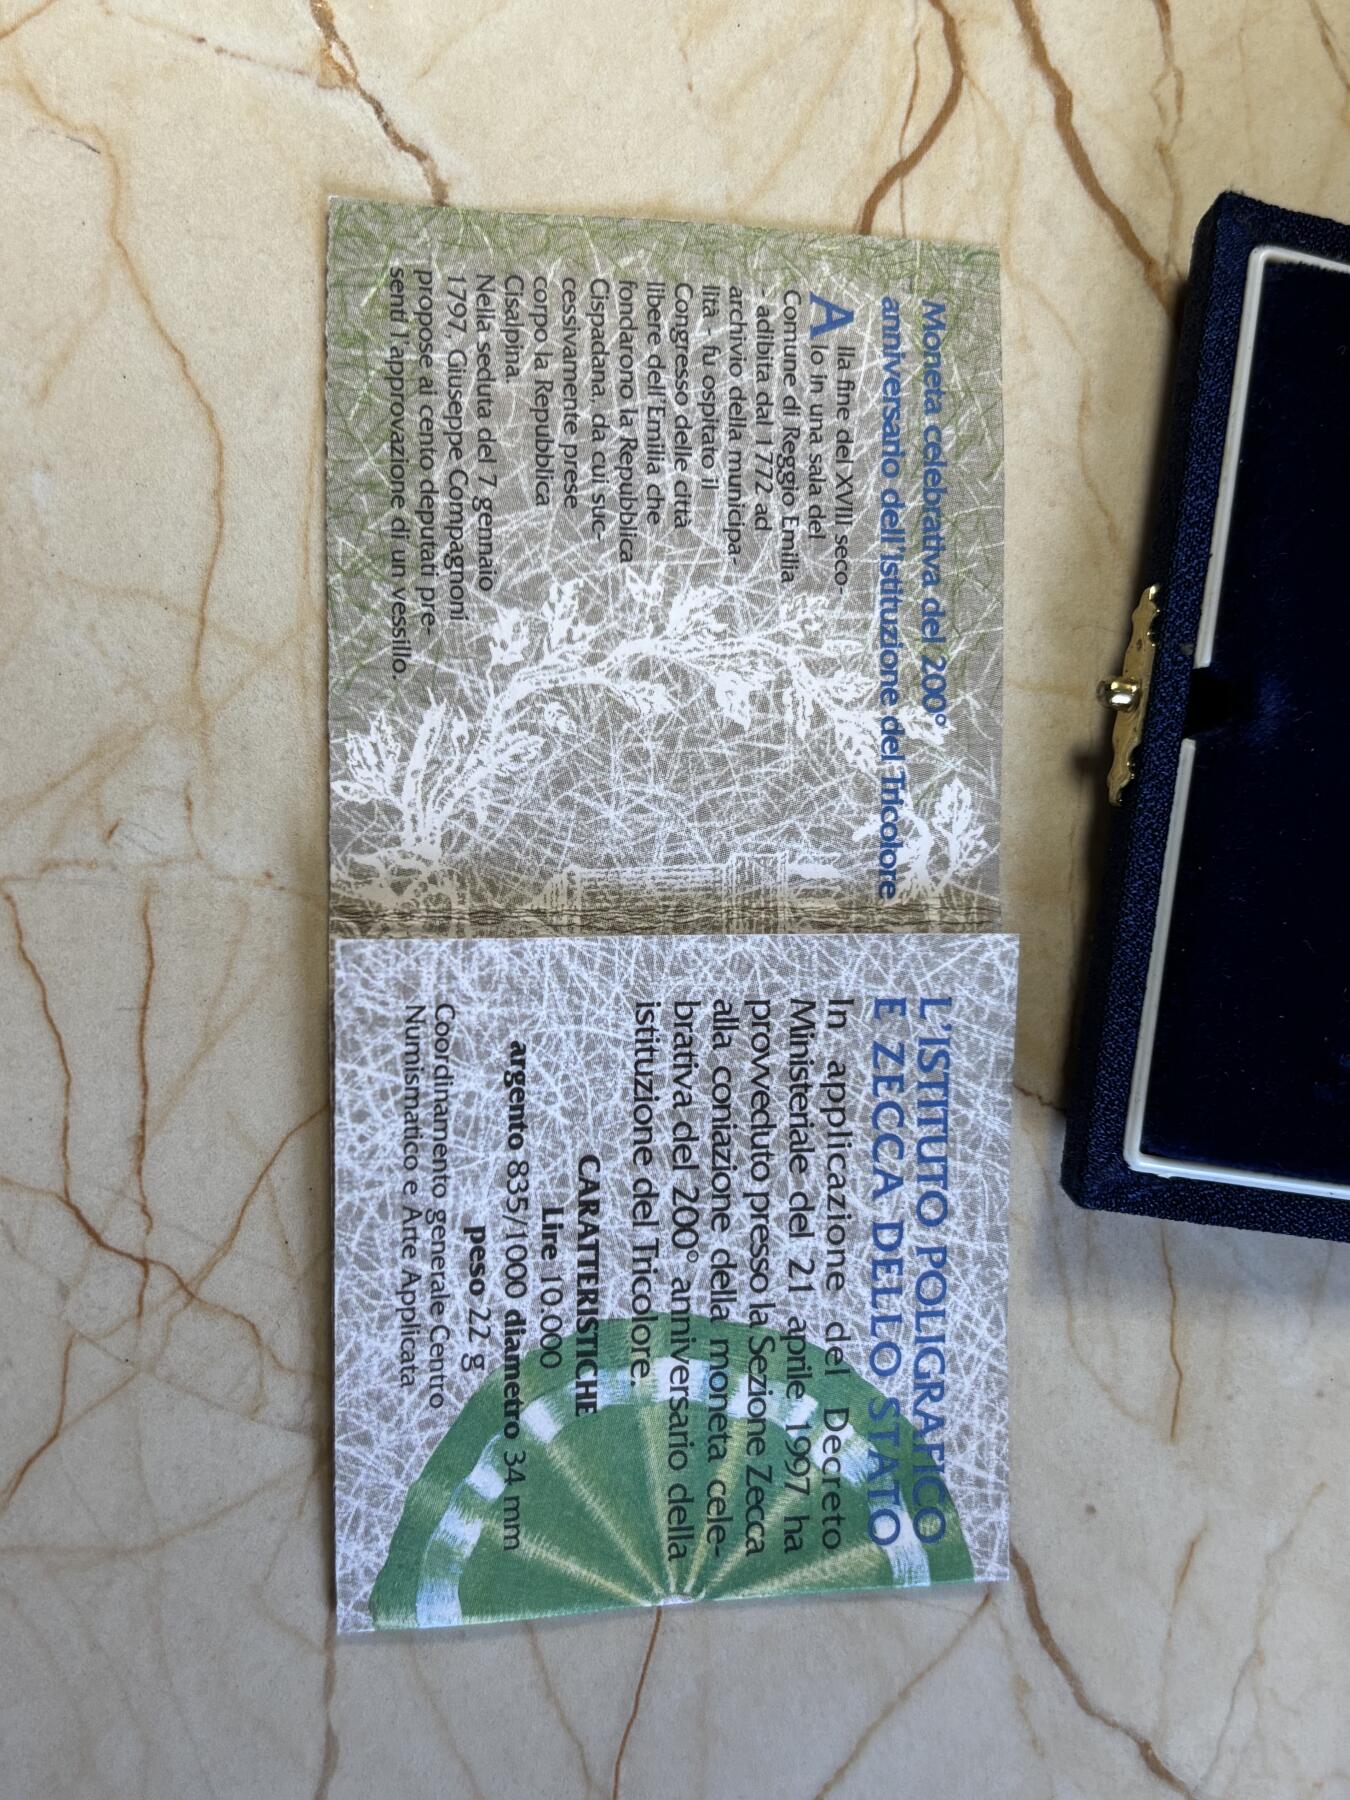 Moneta celebrativa del 200°
anniversario dell'Istituzione del Tricolore
Alla fine del XVIII seco-
lo in una sala del
Comune di Reggio Emilia
- adibita dal 1772 ad
archivio della municipa-
lità - fu ospitato il
Congresso delle città
libere dell'Emilia che
fondarono la Repubblica
Cispadana, da cui suc-
cessivamente prese
corpo la Repubblica
Cisalpina.
Nella seduta del 7 gennaio
1797, Giuseppe Compagnoni
propose ai cento deputati pre-
senti l'approvazione di un vessillo.
L'ISTITUTO POLIGRAFICO
E ZECCA DELLO STATO
In applicazione del Decreto
Ministeriale del 21 aprile 1997 ha
provveduto presso la Sezione Zecca
alla coniazione della moneta cele-
brativa del 200° anniversario della
istituzione del Tricolore.
CARATTERISTICHE
Lire 10.000
argento 835/1000 diametro 34 mm
peso 22 g
Coordinamento generale Centro
Numismatico e Arte Applicata